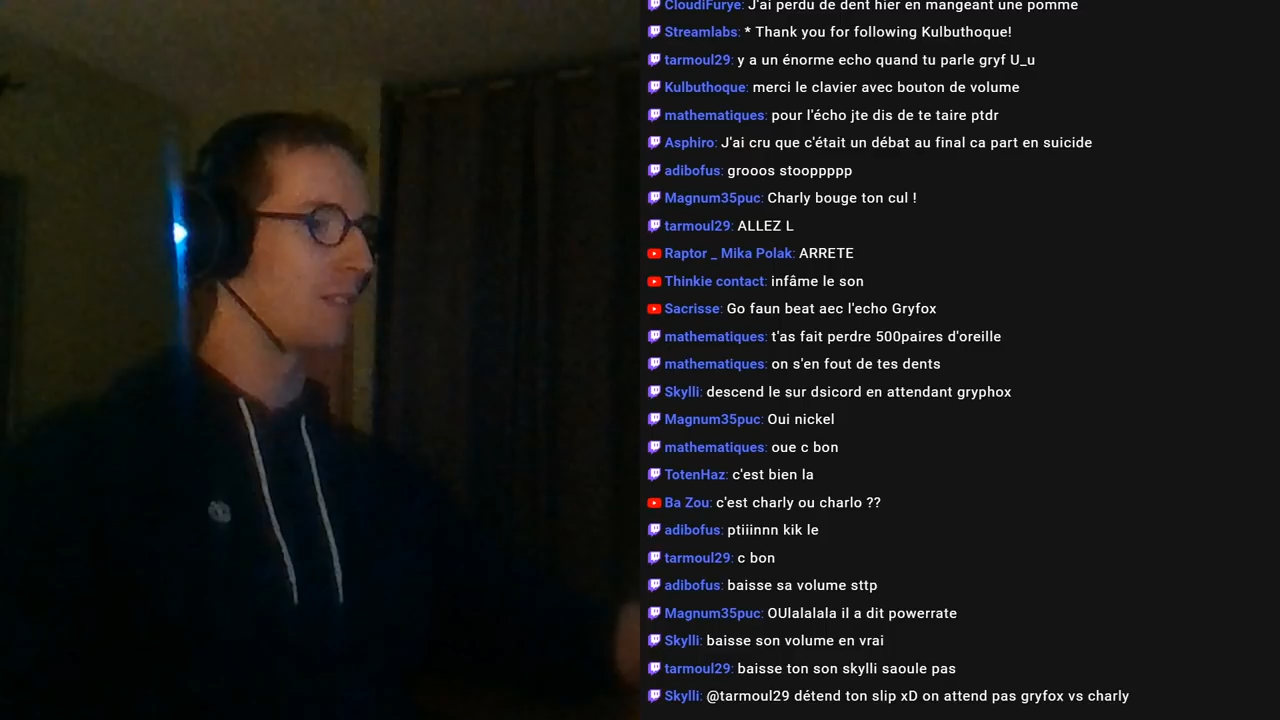 CloudiFurye: J'ai perdu de dent hier en mangeant une pomme
Streamlabs: * Thank you for following Kulbuthoque!
tarmoul29: y a un énorme echo quand tu parle gryf U_u
Kulbuthoque: merci le clavier avec bouton de volume
mathematiques: pour l'écho jte dis de te taire ptdr
Asphiro: J'ai cru que c'était un débat au final ca part en suicide
adibofus: grooos stooppppp
Magnum35puc: Charly bouge ton cul !
tarmoul29: ALLEZ L
Raptor _ Mika Polak: ARRETE
Thinkie contact: infâme le son
Sacrisse: Go faun beat aec l'echo Gryfox
mathematiques: t'as fait perdre 500paires d'oreille
mathematiques: on s'en fout de tes dents
Skylli: descend le sur dsicord en attendant gryphox
Magnum35puc: Oui nickel
mathematiques: oue c bon
TotenHaz: c'est bien la
Ba Zou: c'est charly ou charlo ??
adibofus: ptiiinnn kik le
tarmoul29: c bon
adibofus: baisse sa volume sttp
Magnum35puc: OUlalalala il a dit powerrate
Skylli: baisse son volume en vrai
tarmoul29: baisse ton son skylli saoule pas
Skylli: @tarmoul29 détend ton slip xD on attend pas gryfox vs charly